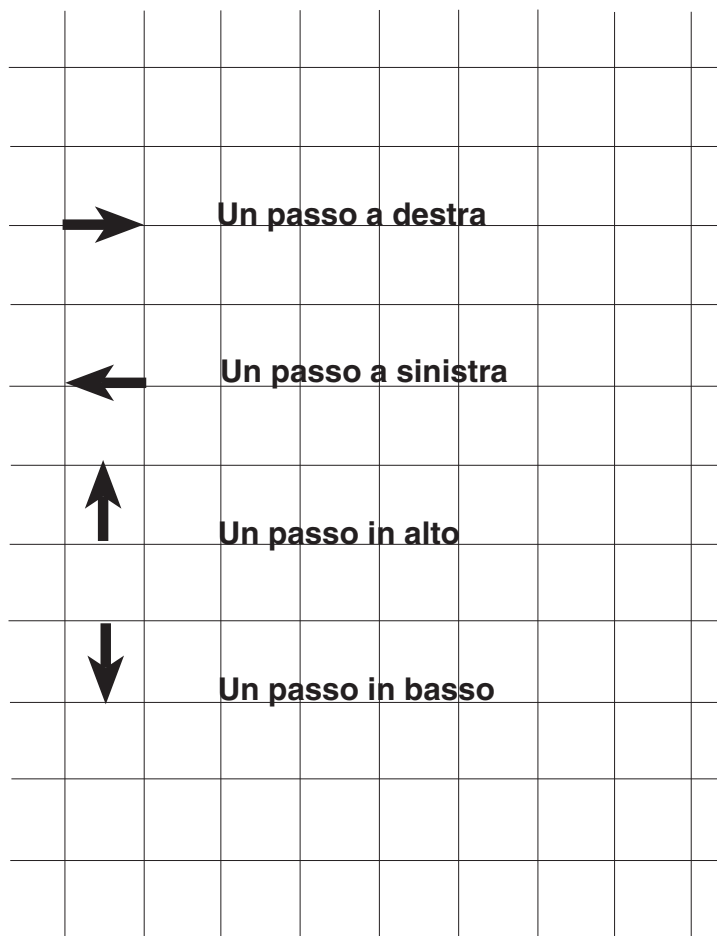 Un passo a destra
Un passo a sinistra
Un passo in alto
Un passo in basso